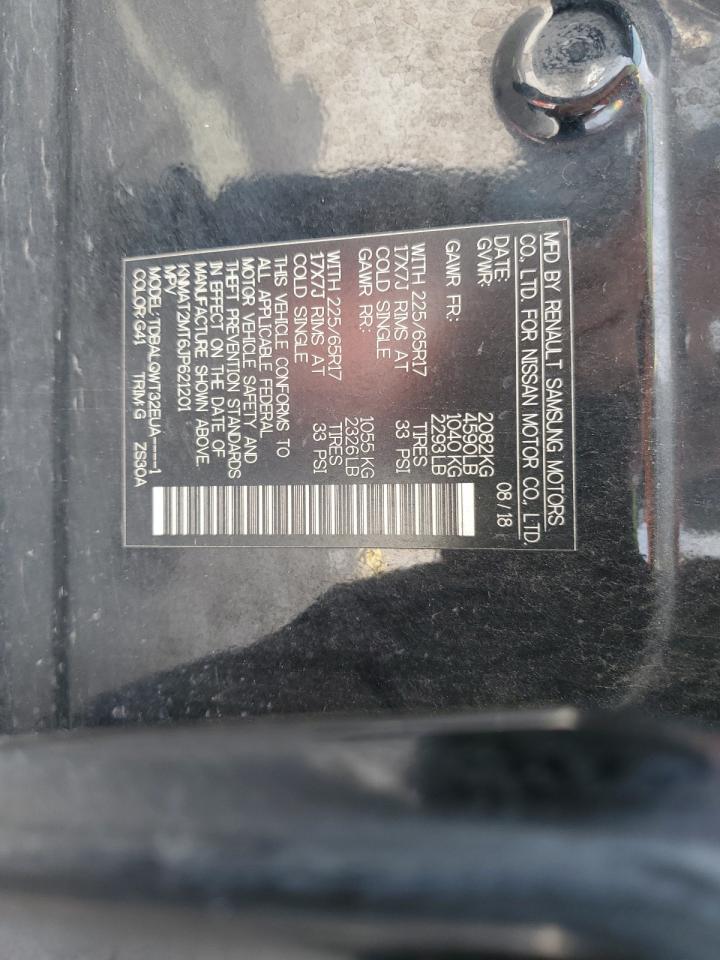 MFD BY RENAULT SAMSUNG MOTORS
CO., LTD. FOR NISSAN MOTOR CO., LTD.
DATE: 08/18
GVWR: 2082KG
4590LB
GAWR FR: 1040KG
2293LB
WITH 225/65R17 TIRES
17X7J RIMS AT 33 PSI
COLD SINGLE
GAWR RR: 1055KG
2326LB
WITH 225/65R17 TIRES
17X7J RIMS AT 33 PSI
COLD SINGLE
THIS VEHICLE CONFORMS TO
ALL APPLICABLE FEDERAL
MOTOR VEHICLE SAFETY AND
THEFT PREVENTION STANDARDS
IN EFFECT ON THE DATE OF
MANUFACTURE SHOWN ABOVE
KNMAT2MT6JP621201
MPV
MODEL: TDBALQWT32EUA----1
COLOR: G41 TRIM: G ZS30A